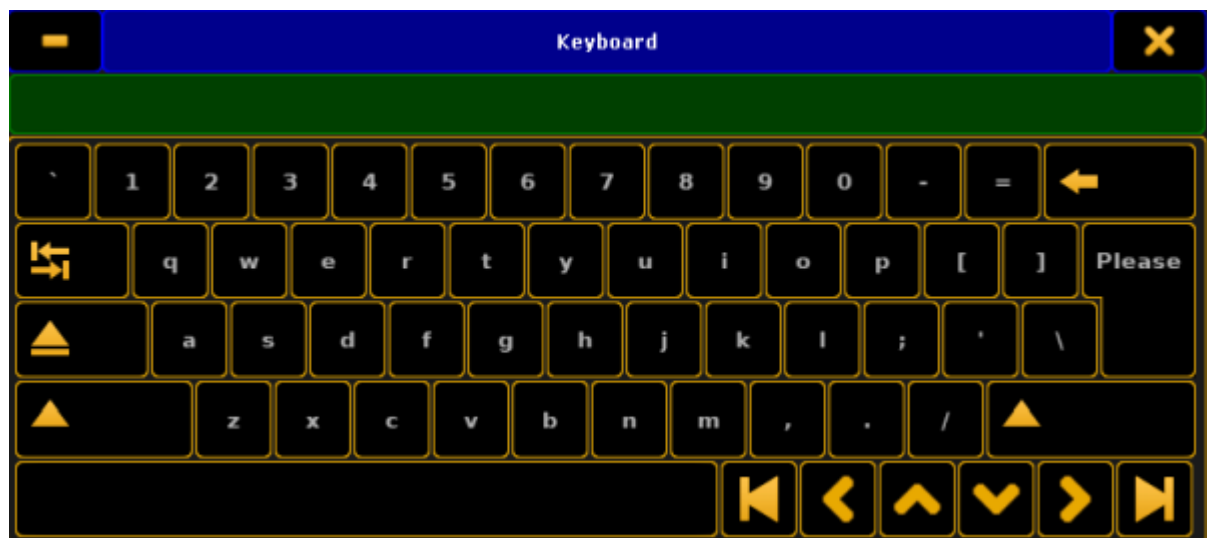 Keyboard
` 1 2 3 4 5 6 7 8 9 0 - =
q w e r t y u i o p [ ] Please
a s d f g h j k l ; ' \
z x c v b n m , . /